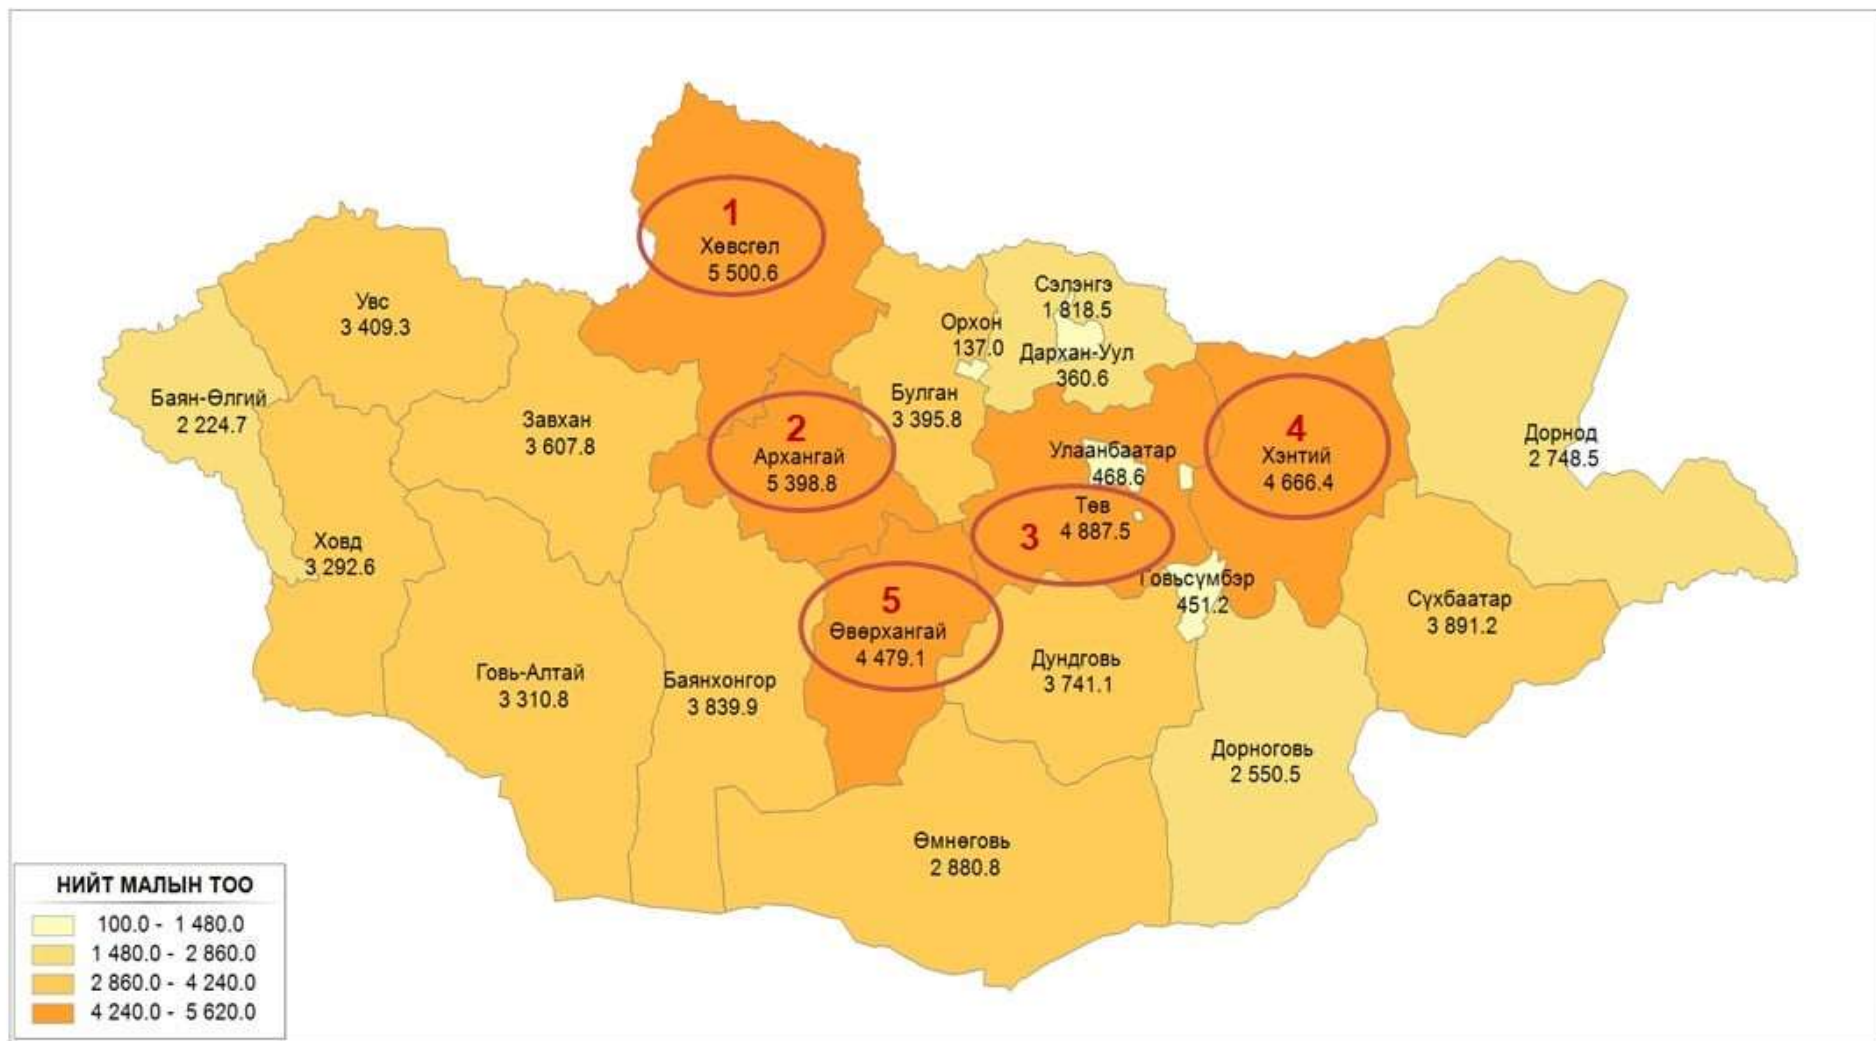 1
Хөвсгөл
5 500.6
Увс
3 409.3
Сэлэнгэ
1 818.5
Орхон
137.0
Дархан-Уул
360.6
Баян-Өлгий
2 224.7
Завхан
3 607.8
2
Архангай
5 398.8
Булган
3 395.8
Улаанбаатар
468.6
4
Хэнтий
4 666.4
Дорнод
2 748.5
Ховд
3 292.6
3
Төв
4 887.5
Говьсүмбэр
451.2
5
Өвөрхангай
4 479.1
Сүхбаатар
3 891.2
Говь-Алтай
3 310.8
Баянхонгор
3 839.9
Дундговь
3 741.1
Дорноговь
2 550.5
Өмнөговь
2 880.8
НИЙТ МАЛЫН ТОО
100.0 - 1 480.0
1 480.0 - 2 860.0
2 860.0 - 4 240.0
4 240.0 - 5 620.0